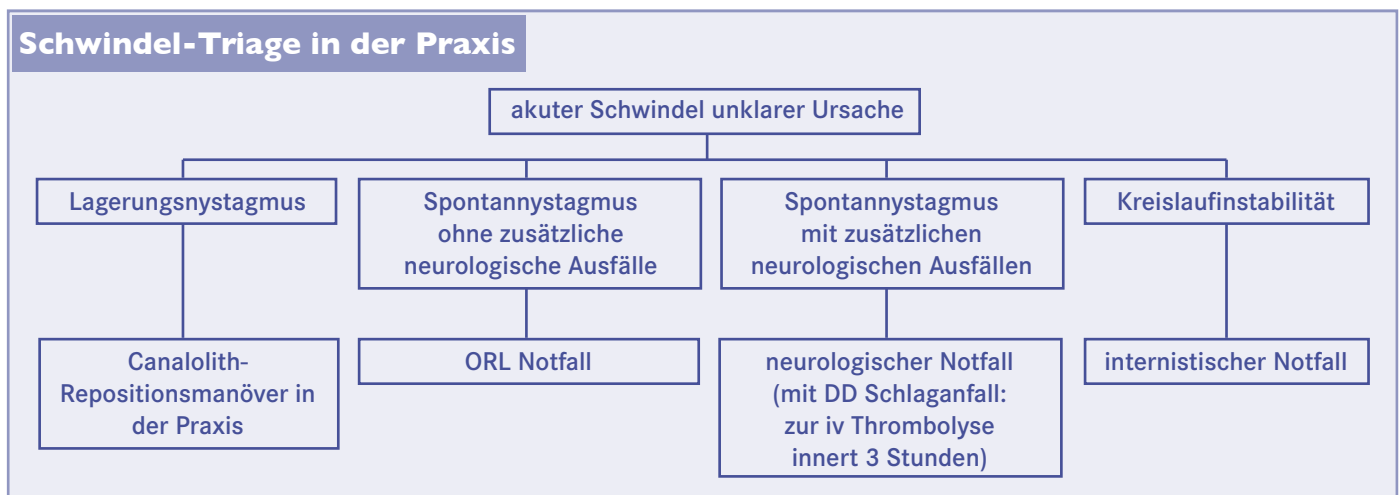 Schwindel-Triage in der Praxis
akuter Schwindel unklarer Ursache
Lagerungsnystagmus
Spontannystagmus
ohne zusätzliche
neurologische Ausfälle
Spontannystagmus
mit zusätzlichen
neurologischen Ausfällen
Kreislaufinstabilität
Canalolith-
Repositionsmanöver in
der Praxis
ORL Notfall
neurologischer Notfall
(mit DD Schlaganfall:
zur iv Thrombolyse
innert 3 Stunden)
internistischer Notfall